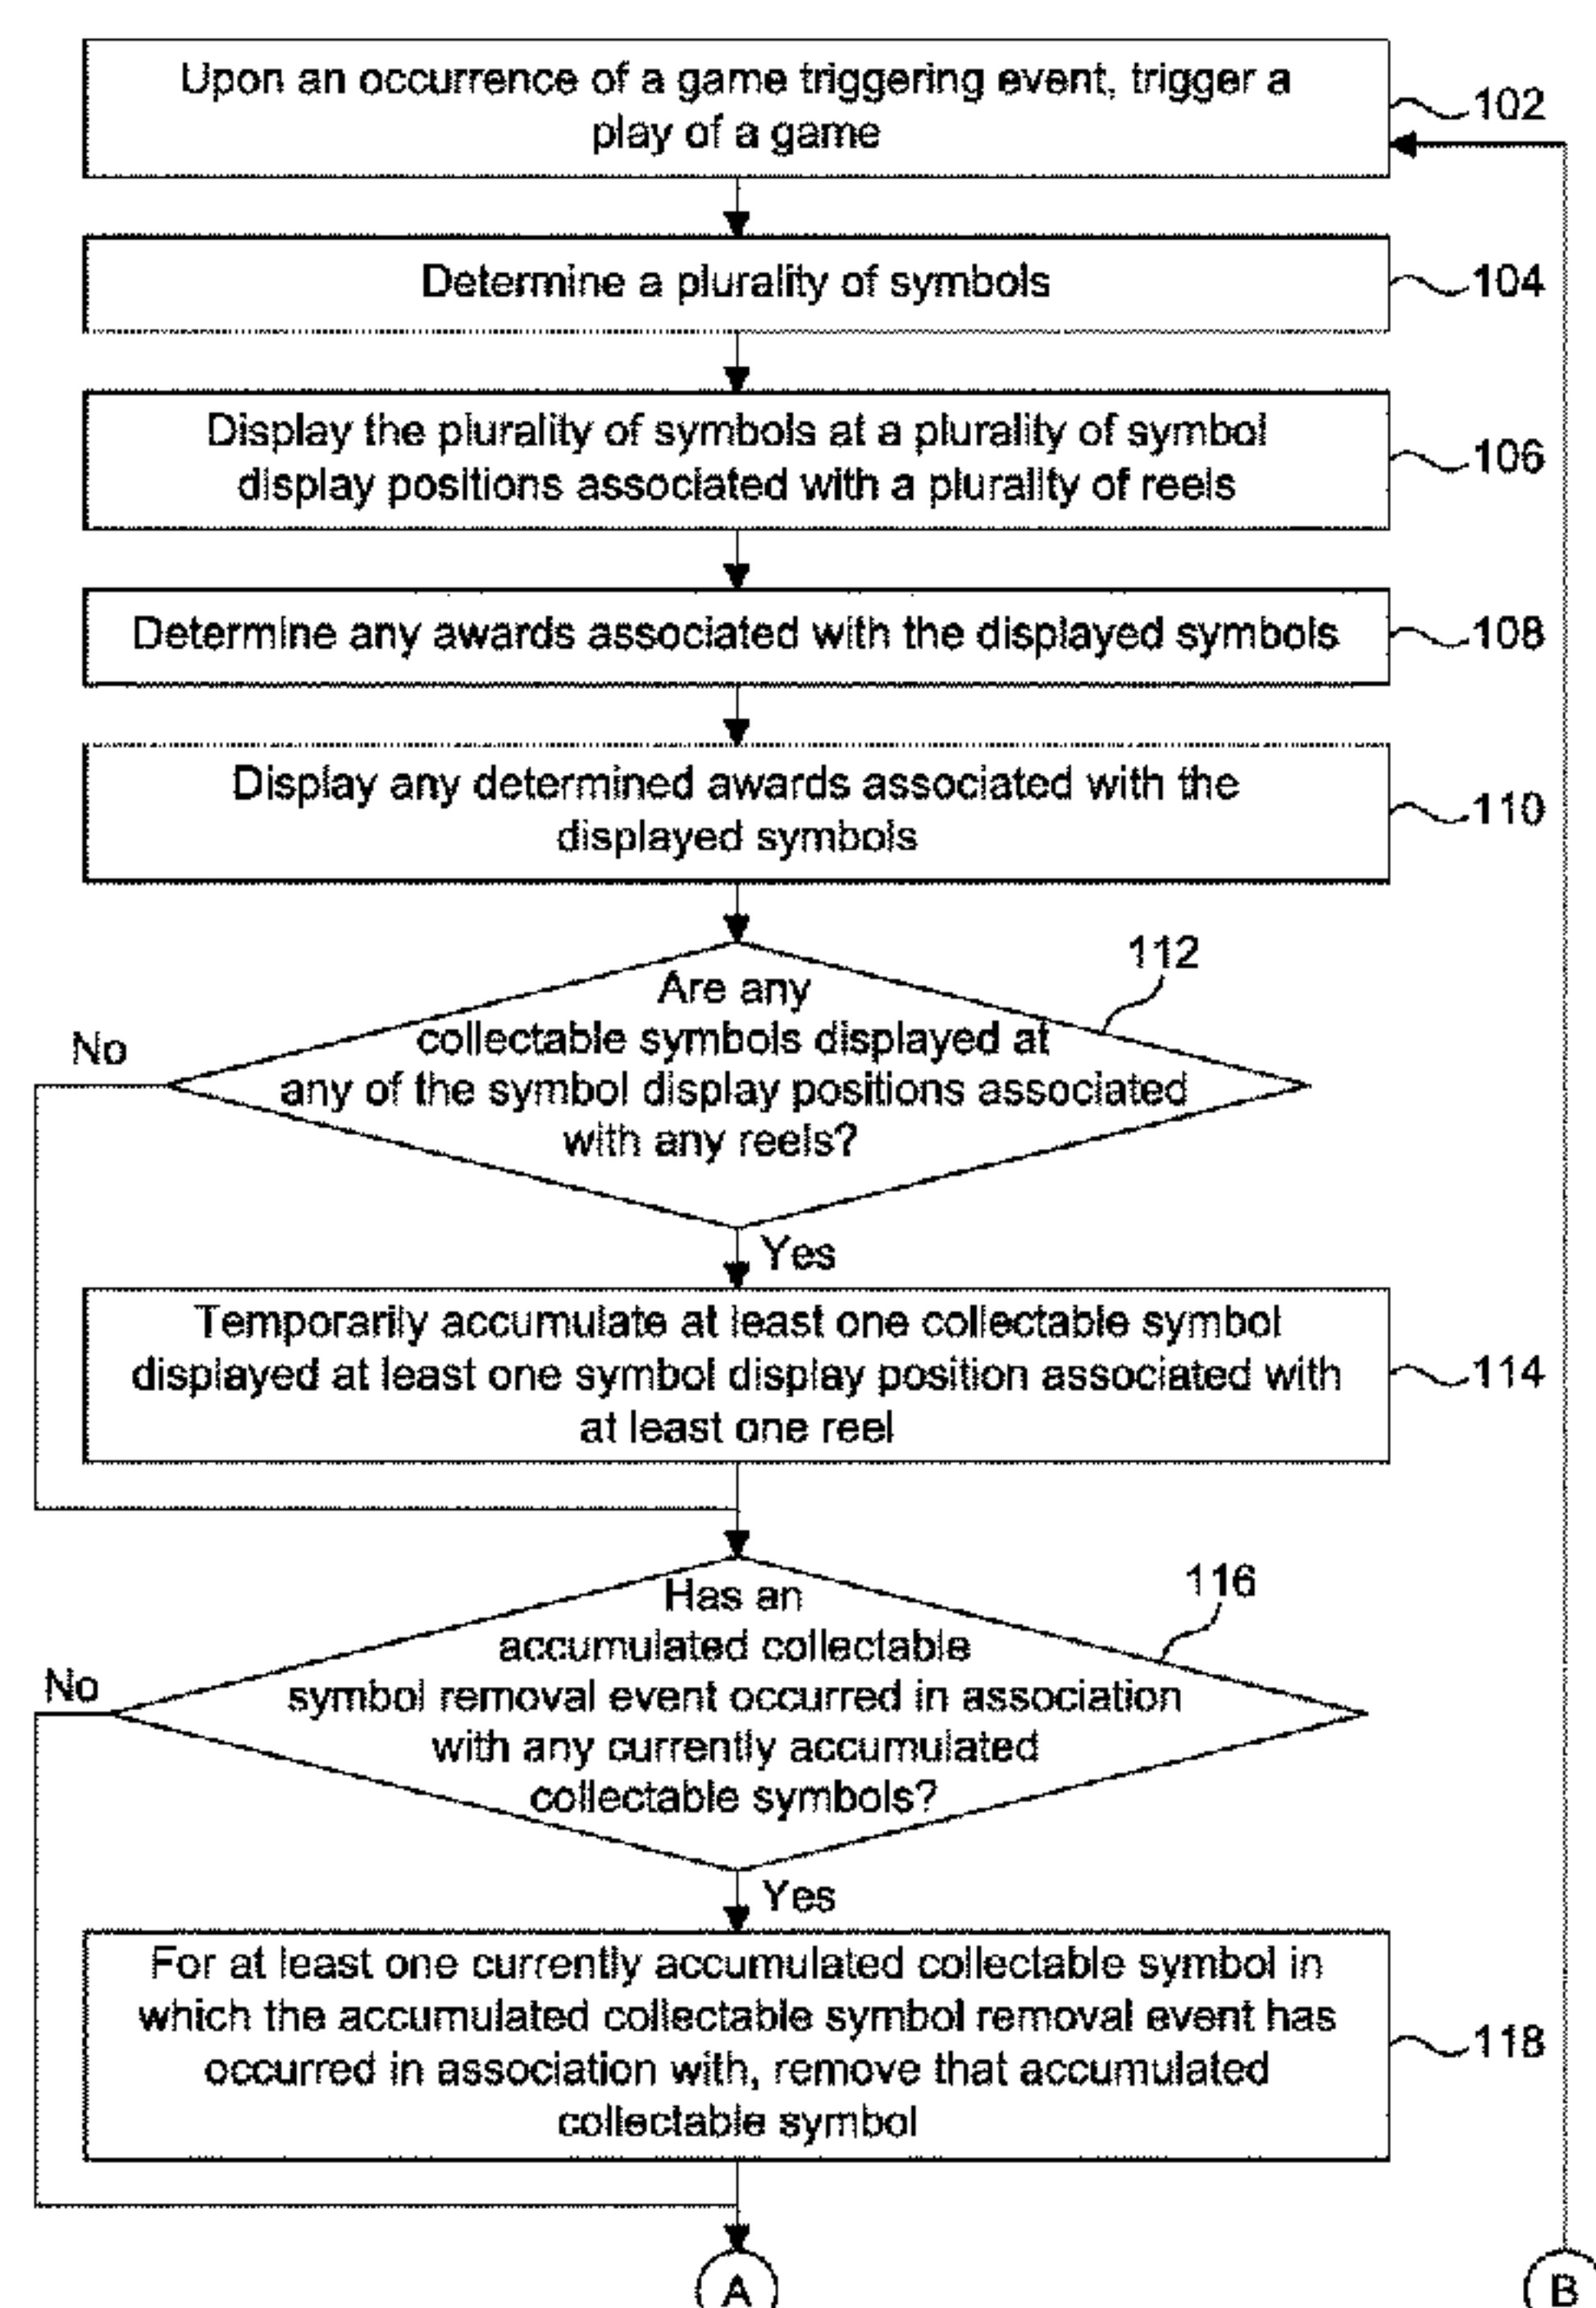 Upon an occurrence of a game triggering event, trigger a
play of a game
102
Determine a plurality of symbols
104
Display the plurality of symbols at a plurality of symbol
display positions associated with a plurality of reels
106
Determine any awards associated with the displayed symbols
108
Display any determined awards associated with the
displayed symbols
110
112
Are any
collectable symbols displayed at
any of the symbol display positions associated
with any reels?
No
Yes
Temporarily accumulate at least one collectable symbol
displayed at least one symbol display position associated with
at least one reel
114
116
Has an
accumulated collectable
symbol removal event occurred in association
with any currently accumulated
collectable symbols?
No
Yes
For at least one currently accumulated collectable symbol in
which the accumulated collectable symbol removal event has
occurred in association with, remove that accumulated
collectable symbol
118
A
B